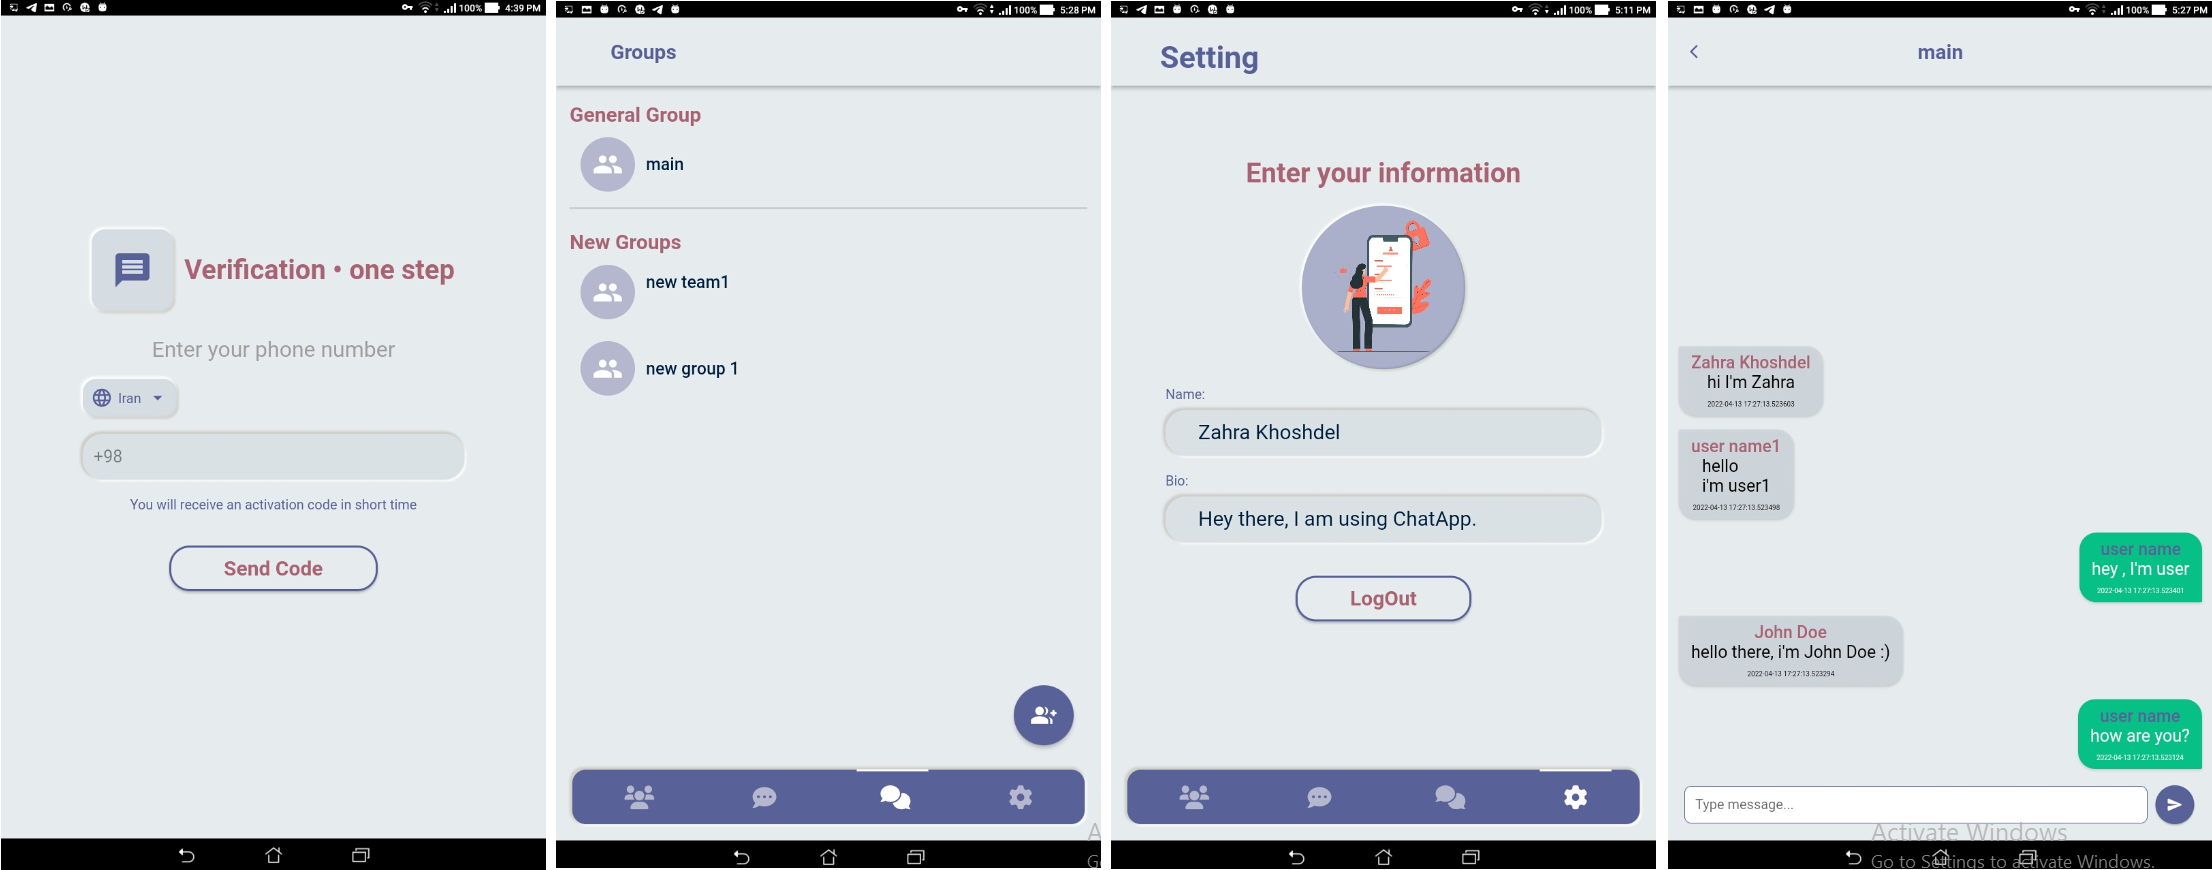 100% 4:39 PM
Verification • one step
Enter your phone number
Iran
+98
You will receive an activation code in short time
Send Code
100% 5:28 PM
Groups
General Group
main
New Groups
new team1
new group 1
100% 5:11 PM
Setting
Enter your information
Name:
Zahra Khoshdel
Bio:
Hey there, I am using ChatApp.
LogOut
100% 5:27 PM
main
Zahra Khoshdel
hi I'm Zahra
2022-04-13 17:27:13.523603
user name1
hello
i'm user1
2022-04-13 17:27:13.523498
user name
hey , I'm user
2022-04-13 17:27:13.523401
John Doe
hello there, i'm John Doe :)
2022-04-13 17:27:13.523294
user name
how are you?
2022-04-13 17:27:13.523124
Type message...
Activate Windows
Go to Settings to activate Windows.